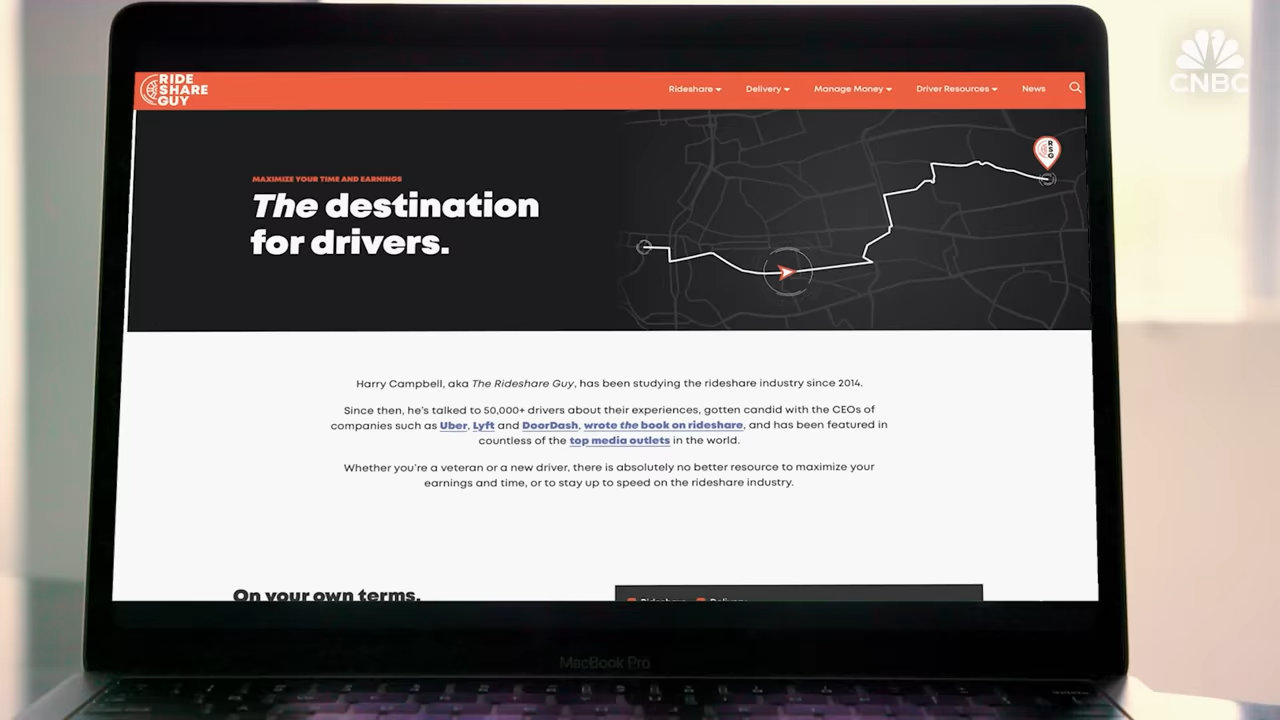 CNBC
RIDE
SHARE
GUY
Rideshare
Delivery
Manage Money
Driver Resources
News
RSG
MAXIMIZE YOUR TIME AND EARNINGS
The destination
for drivers.
Harry Campbell, aka The Rideshare Guy, has been studying the rideshare industry since 2014.
Since then, he's talked to 50,000+ drivers about their experiences, gotten candid with the CEOs of
companies such as Uber, Lyft and DoorDash, wrote the book on rideshare, and has been featured in
countless of the top media outlets in the world.
Whether you're a veteran or a new driver, there is absolutely no better resource to maximize your
earnings and time, or to stay up to speed on the rideshare industry.
On your own terms.
Rideshare
Delivery
MacBook Pro